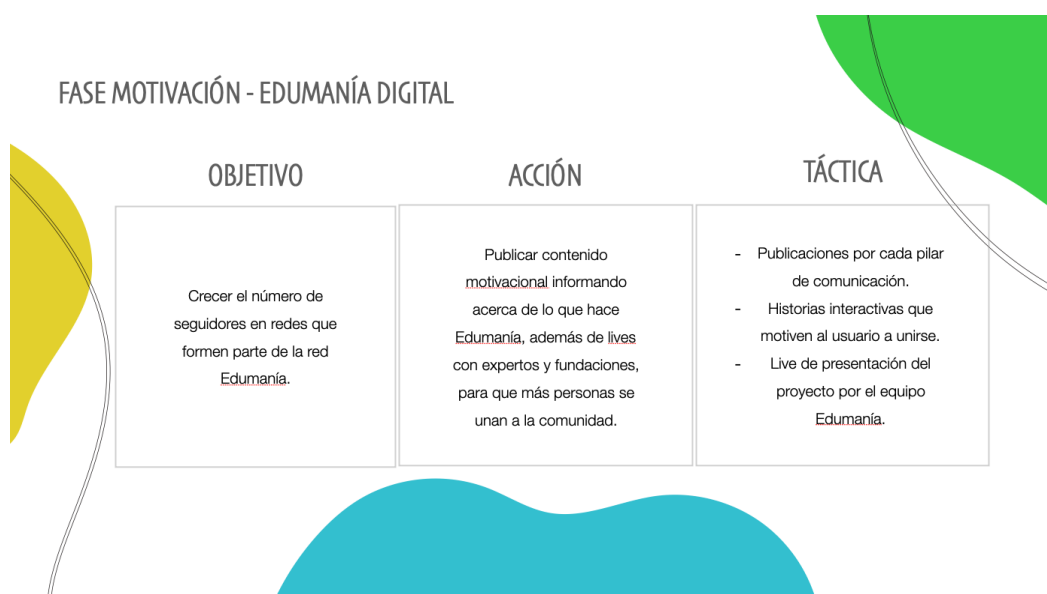 FASE MOTIVACIÓN - EDUMANÍA DIGITAL
OBJETIVO
Crecer el número de
seguidores en redes que
formen parte de la red
Edumanía.
ACCIÓN
Publicar contenido
motivacional informando
acerca de lo que hace
Edumanía, además de lives
con expertos y fundaciones,
para que más personas se
unan a la comunidad.
TÁCTICA
- Publicaciones por cada pilar
de comunicación.
- Historias interactivas que
motiven al usuario a unirse.
- Live de presentación del
proyecto por el equipo
Edumanía.